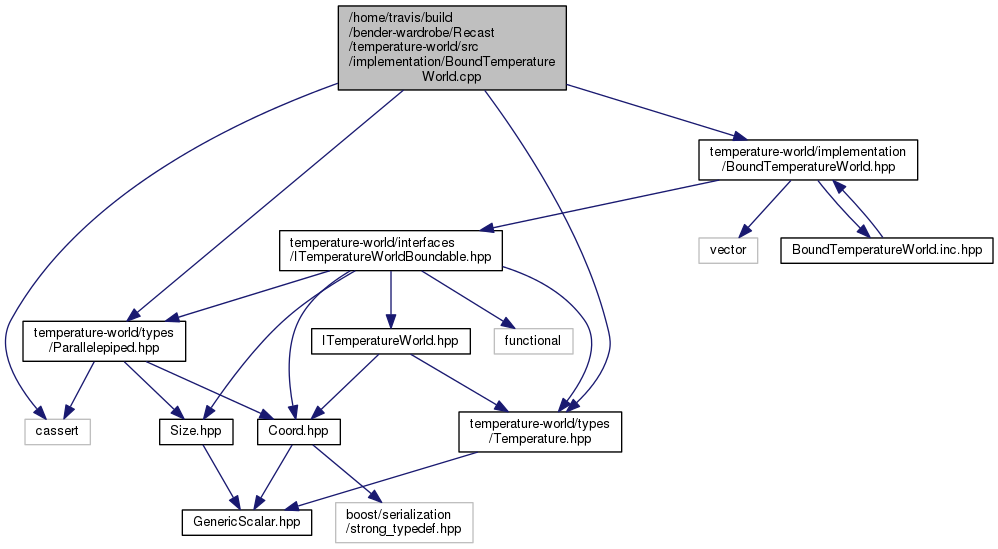 /home/travis/build
/bender-wardrobe/Recast
/temperature-world/src
/implementation/BoundTemperature
World.cpp
temperature-world/implementation
/BoundTemperatureWorld.hpp
temperature-world/interfaces
/ITemperatureWorldBoundable.hpp
vector
BoundTemperatureWorld.inc.hpp
temperature-world/types
/Parallelepiped.hpp
ITemperatureWorld.hpp
functional
cassert
Size.hpp
Coord.hpp
temperature-world/types
/Temperature.hpp
GenericScalar.hpp
boost/serialization
/strong_typedef.hpp